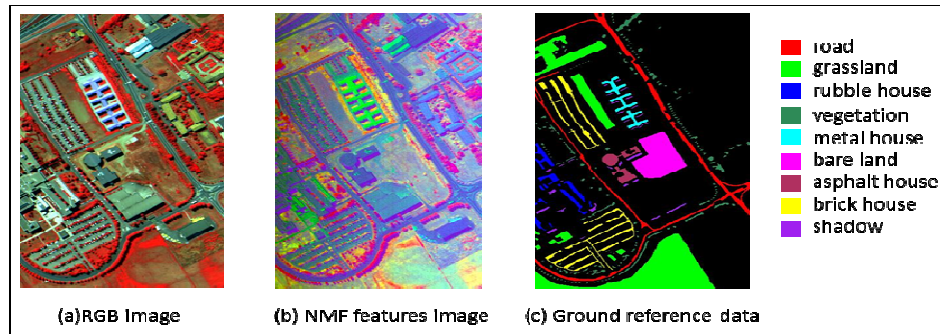 road
grassland
rubble house
vegetation
metal house
bare land
asphalt house
brick house
shadow
(a)RGB Image
(b) NMF features Image
(c) Ground reference data